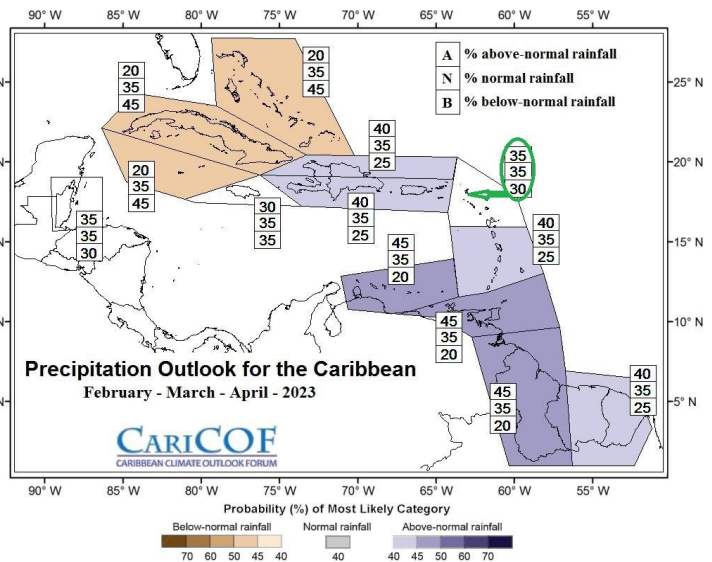 90° W 85° W 80° W 75° W 70° W 65° W 60° W 55° W
A % above-normal rainfall
N % normal rainfall
B % below-normal rainfall
20
35
45
20
35
45
25° N
40
35
25
35
35
30
20° N
20
35
45
35
35
30
30
35
35
40
35
25
40
35
25
15° N
45
35
20
10° N
45
35
20
Precipitation Outlook for the Caribbean
February - March - April - 2023
40
35
25
45
35
20
5° N
CARICOF
CARIBBEAN CLIMATE OUTLOOK FORUM
90° W 85° W 80° W 75° W 70° W 65° W 60° W 55° W
Probability (%) of Most Likely Category
Below-normal rainfall Normal rainfall Above-normal rainfall
70 60 50 45 40 40 40 45 50 60 70